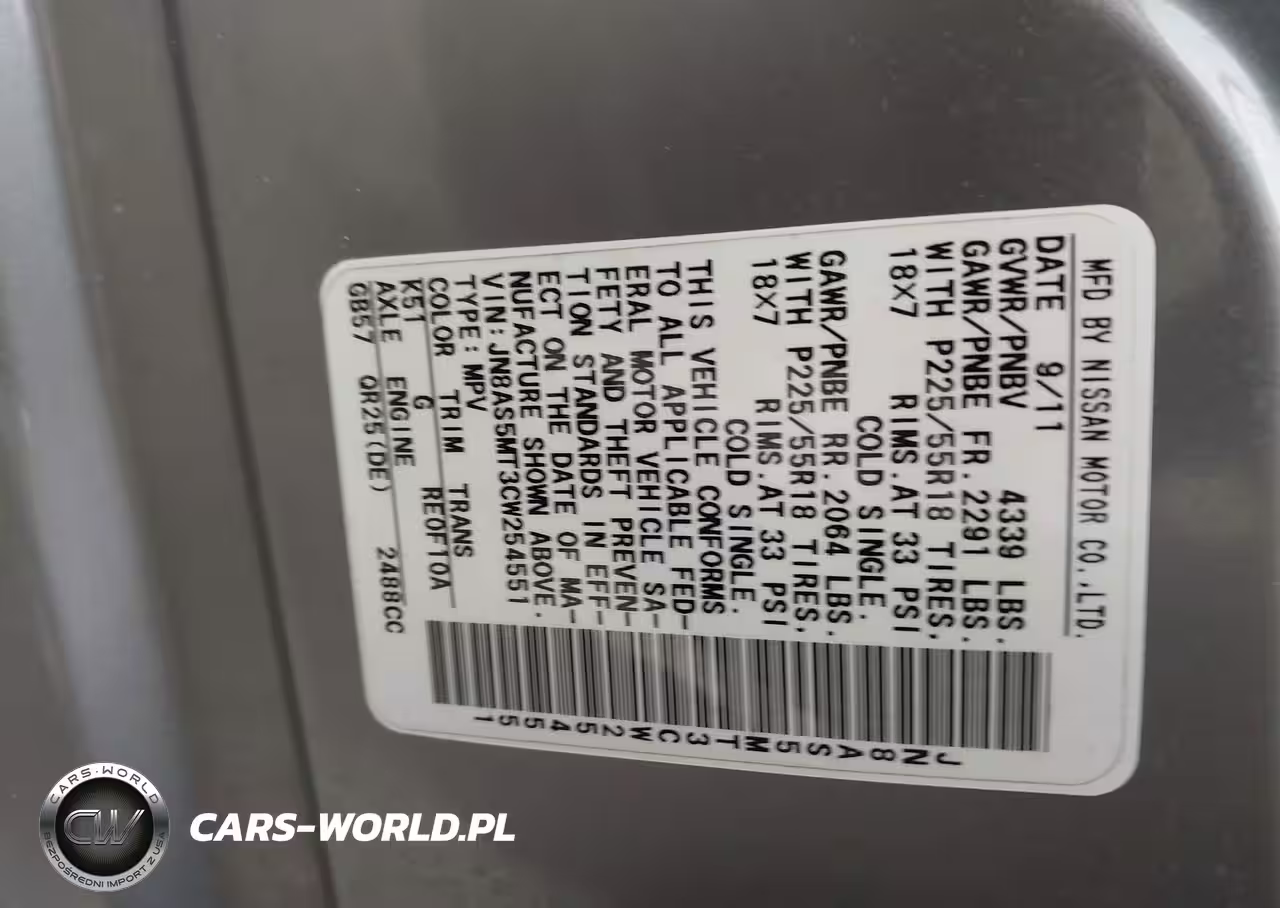 MFD BY NISSAN MOTOR CO.,LTD.
DATE 9/11
GVWR/PNBV 4339 LBS.
GAWR/PNBE FR. 2291 LBS.
WITH P225/55R18 TIRES,
18X7 RIMS.AT 33 PSI
COLD SINGLE.
GAWR/PNBE RR. 2064 LBS.
WITH P225/55R18 TIRES,
18X7 RIMS.AT 33 PSI
COLD SINGLE.
THIS VEHICLE CONFORMS
TO ALL APPLICABLE FED-
ERAL MOTOR VEHICLE SA-
FETY AND THEFT PREVEN-
TION STANDARDS IN EFF-
ECT ON THE DATE OF MA-
NUFACTURE SHOWN ABOVE.
VIN:JN8AS5MT3CW254551
TYPE:MPV
COLOR TRIM TRANS
K51 G RE0F10A
AXLE ENGINE
GB57 QR25(DE) 2488CC
JN8AS5MT3CW254551
CARS-WORLD
CW
BEZPOŚREDNI IMPORT Z USA
CARS-WORLD.PL